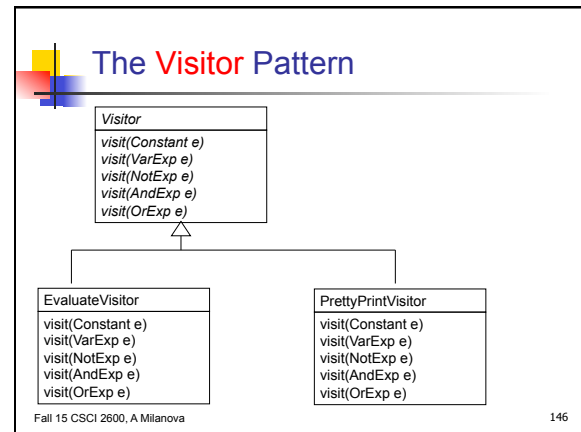 The Visitor Pattern
Visitor
visit(Constant e)
visit(VarExp e)
visit(NotExp e)
visit(AndExp e)
visit(OrExp e)
EvaluateVisitor
visit(Constant e)
visit(VarExp e)
visit(NotExp e)
visit(AndExp e)
visit(OrExp e)
PrettyPrintVisitor
visit(Constant e)
visit(VarExp e)
visit(NotExp e)
visit(AndExp e)
visit(OrExp e)
Fall 15 CSCI 2600, A Milanova
146